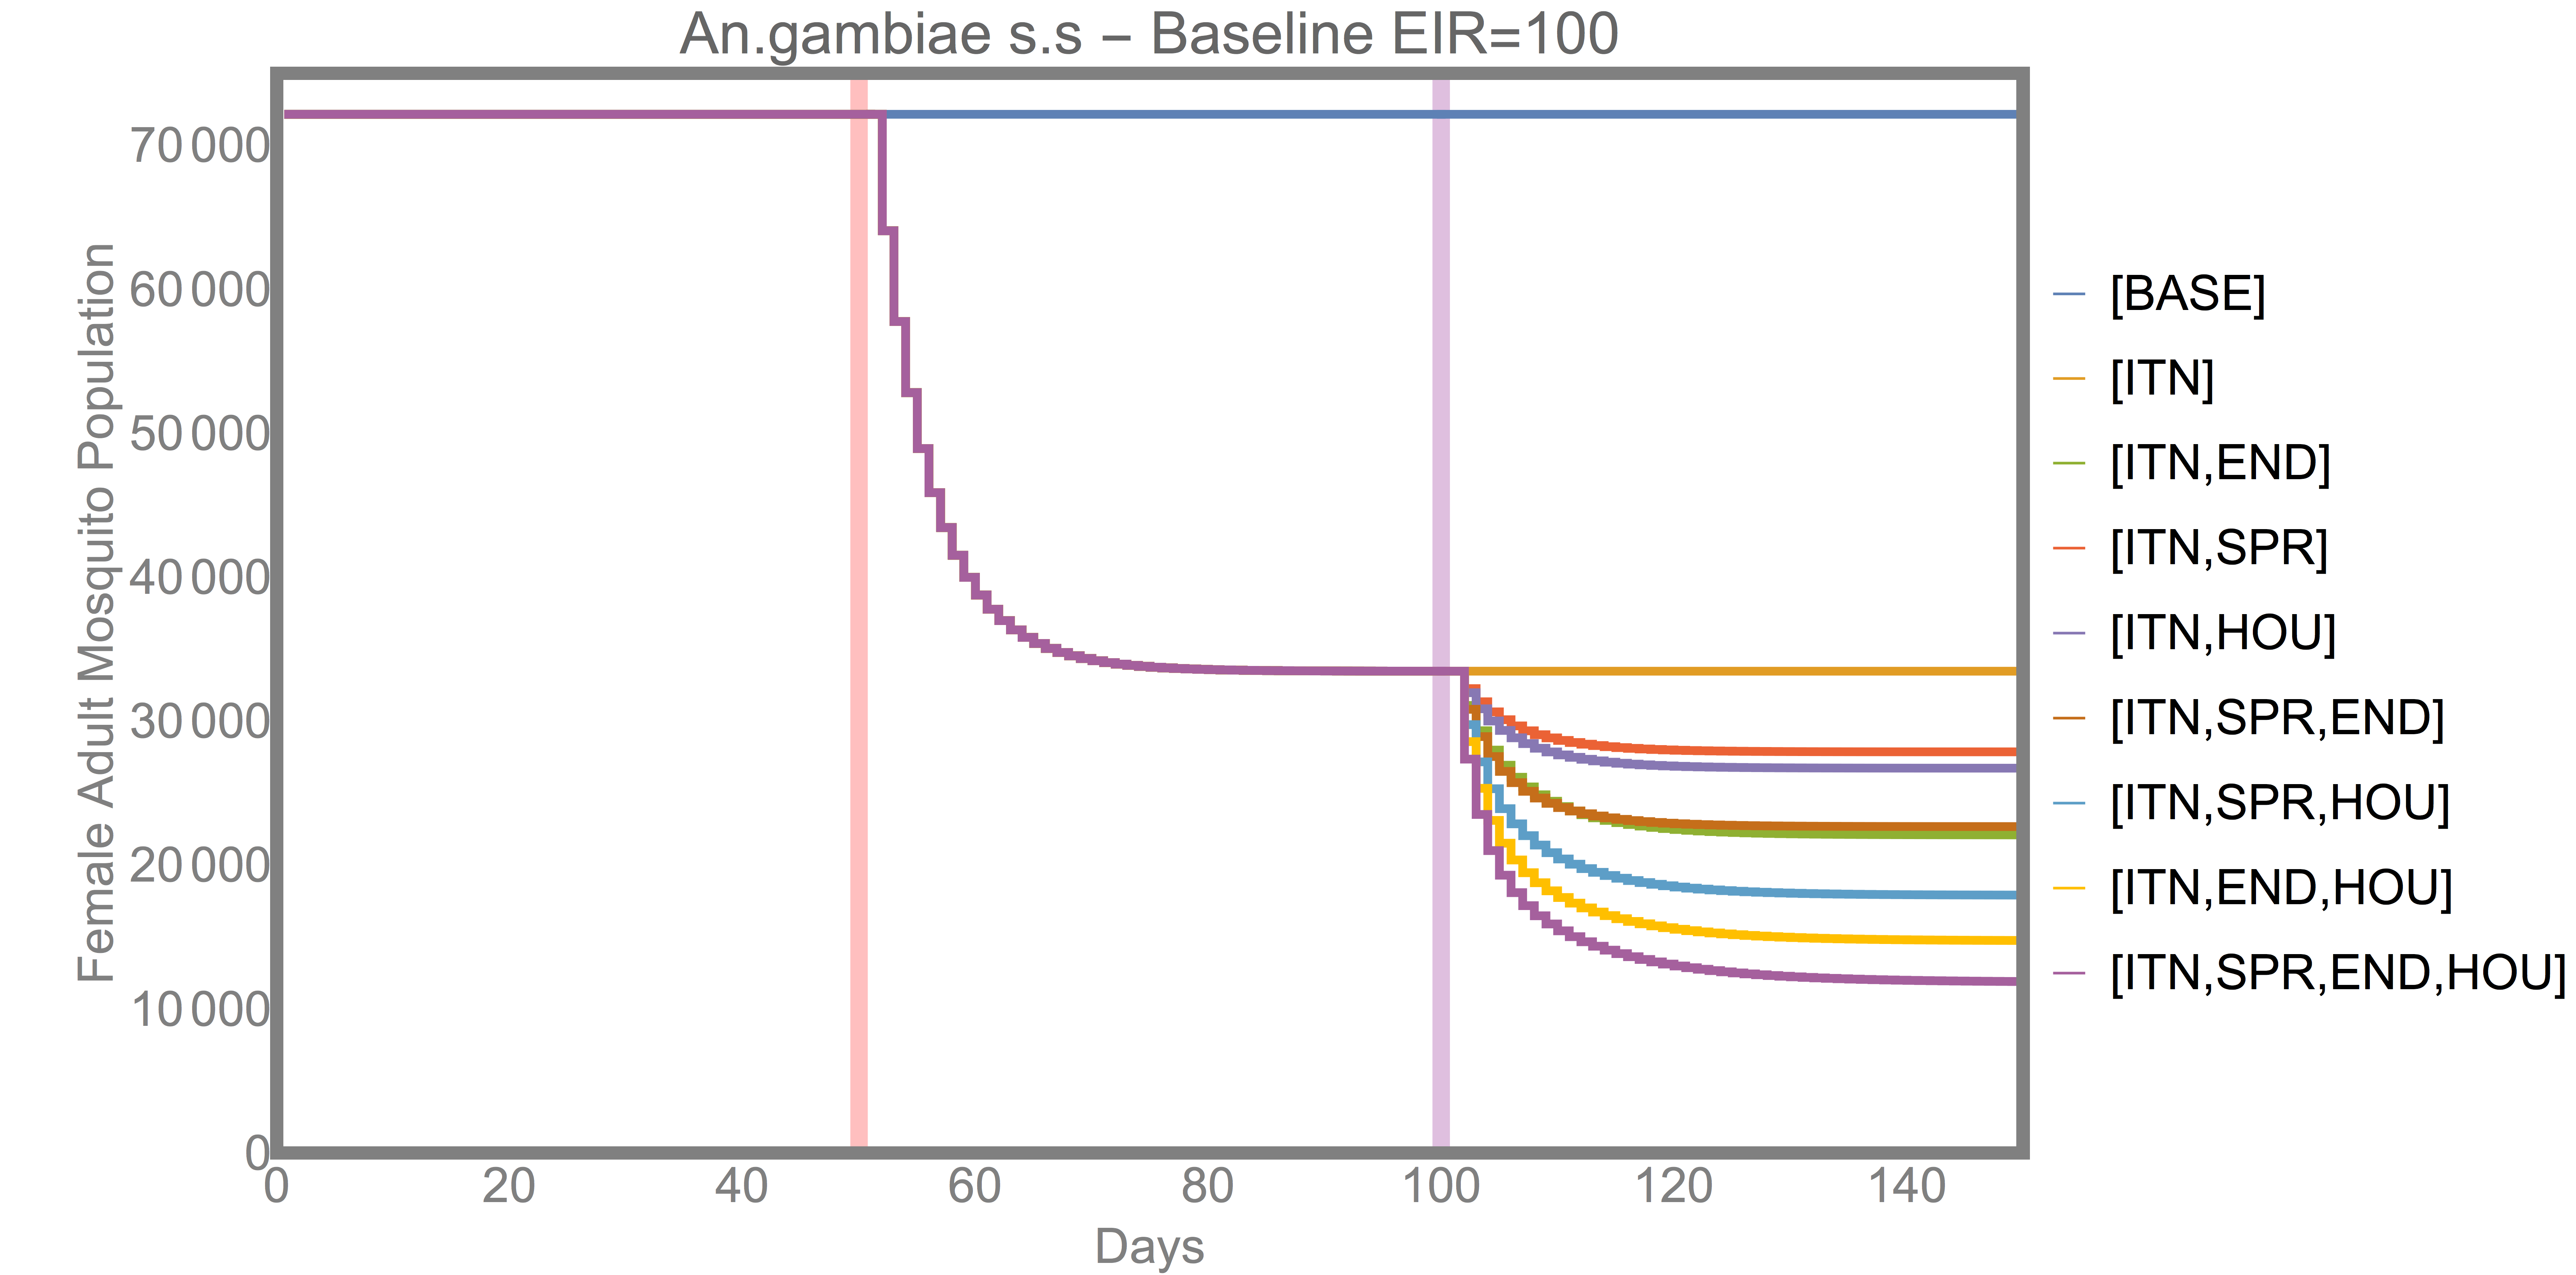 An.gambiae s.s – Baseline EIR=100
Female Adult Mosquito Population
70 000
60 000
50 000
40 000
30 000
20 000
10 000
0
0 20 40 60 80 100 120 140
Days
[BASE]
[ITN]
[ITN,END]
[ITN,SPR]
[ITN,HOU]
[ITN,SPR,END]
[ITN,SPR,HOU]
[ITN,END,HOU]
[ITN,SPR,END,HOU]